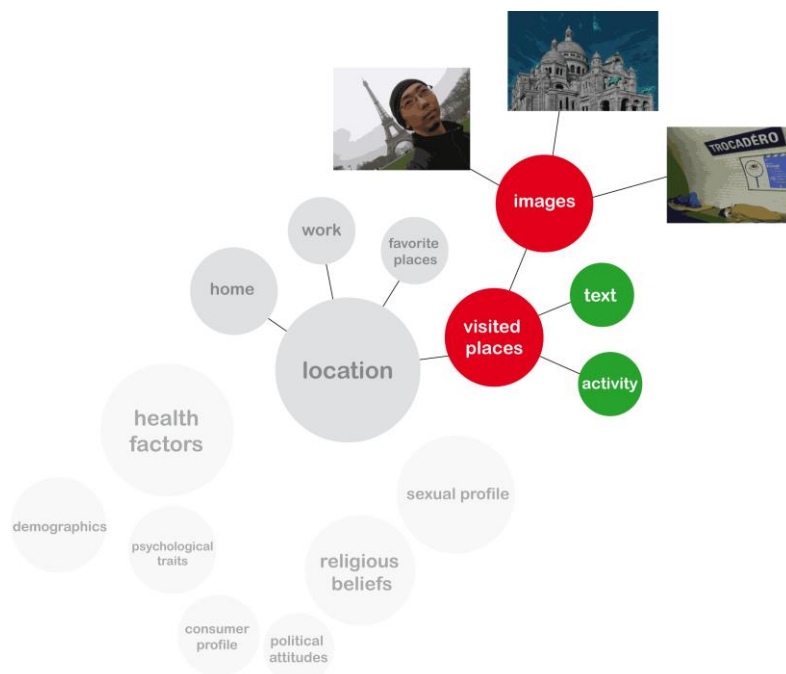 TROCADÉRO
images
work
favorite
places
home
text
visited
places
location
activity
health
factors
sexual profile
demographics
psychological
traits
religious
beliefs
consumer
profile
political
attitudes